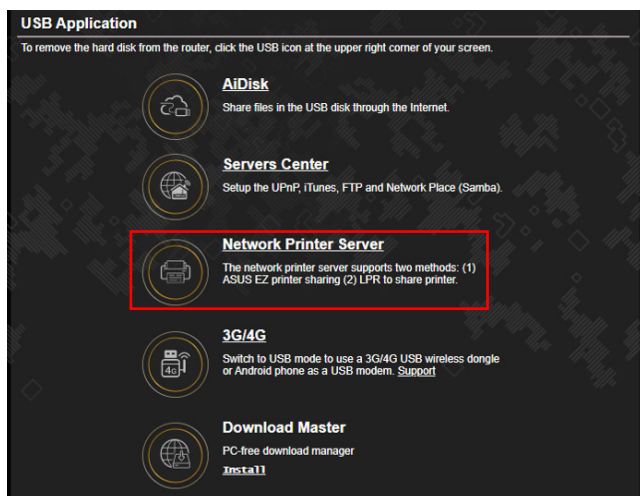 USB Application
To remove the hard disk from the router, click the USB icon at the upper right corner of your screen.
AiDisk
Share files in the USB disk through the Internet.
Servers Center
Setup the UPnP, iTunes, FTP and Network Place (Samba).
Network Printer Server
The network printer server supports two methods: (1)
ASUS EZ printer sharing (2) LPR to share printer.
3G/4G
4G
Switch to USB mode to use a 3G/4G USB wireless dongle
or Android phone as a USB modem. Support
Download Master
PC-free download manager
Install